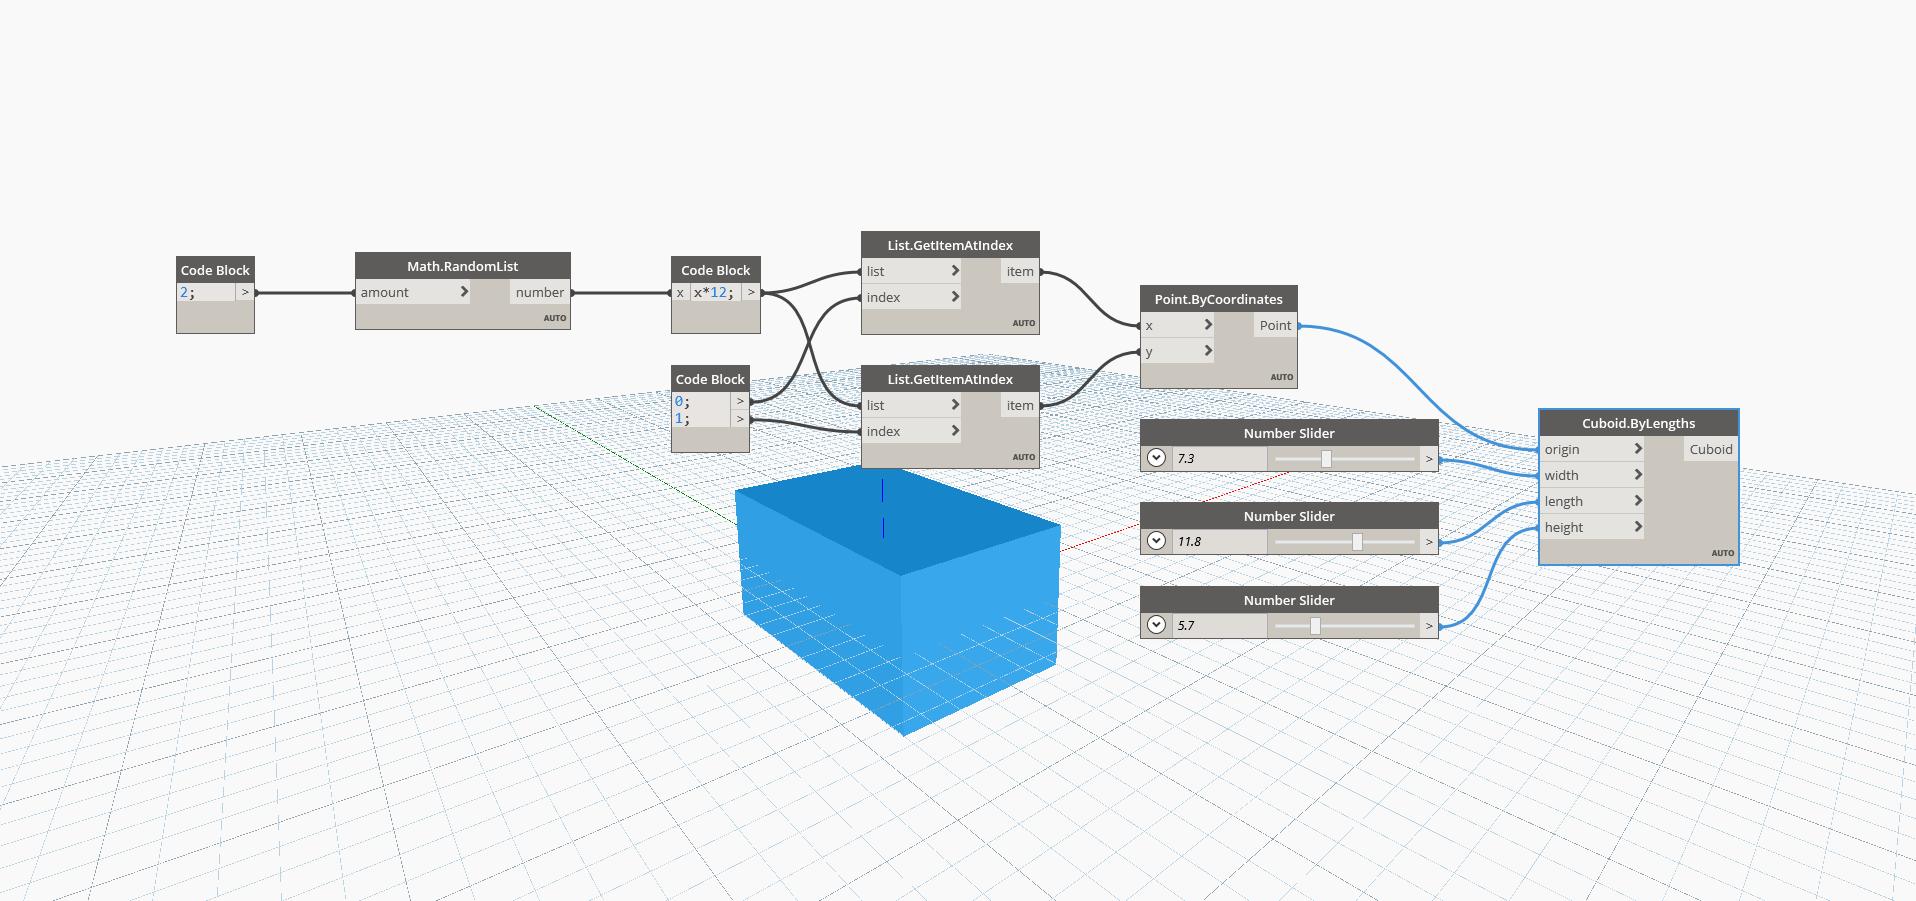 Code Block
2; >
Math.RandomList
amount > number
AUTO
Code Block
x x*12; >
Code Block
0; >
1; >
List.GetItemAtIndex
list > item
index >
AUTO
List.GetItemAtIndex
list > item
index >
AUTO
Point.ByCoordinates
x > Point
y >
AUTO
Number Slider
7.3 >
Number Slider
11.8 >
Number Slider
5.7 >
Cuboid.ByLengths
origin > Cuboid
width >
length >
height >
AUTO